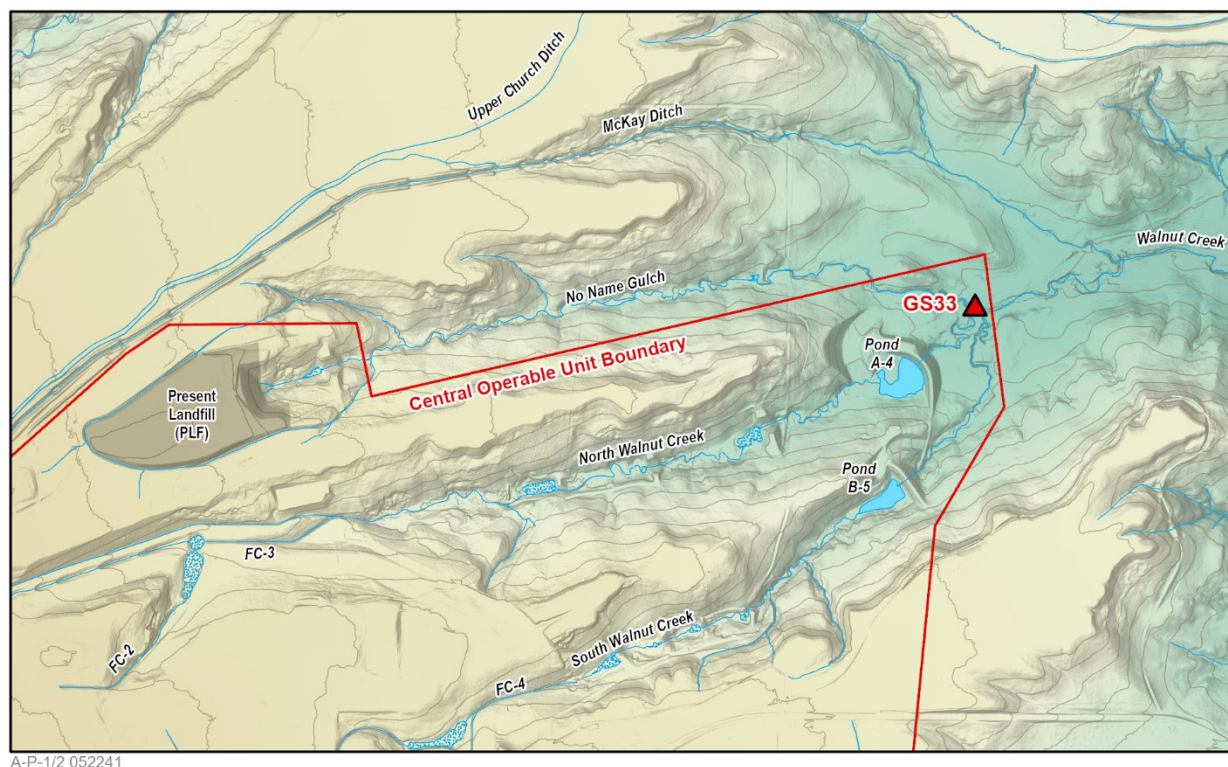 Upper Church Ditch
McKay Ditch
Walnut Creek
No Name Gulch
GS33
Central Operable Unit Boundary
Pond
A-4
Present
Landfill
(PLF)
North Walnut Creek
Pond
B-5
FC-3
South Walnut Creek
FC-2
FC-4
A-P-1/2 052241